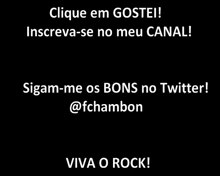 Clique em GOSTEI!
Inscreva-se no meu CANAL!
Sigam-me os BONS no Twitter!
@fchambon
VIVA O ROCK!